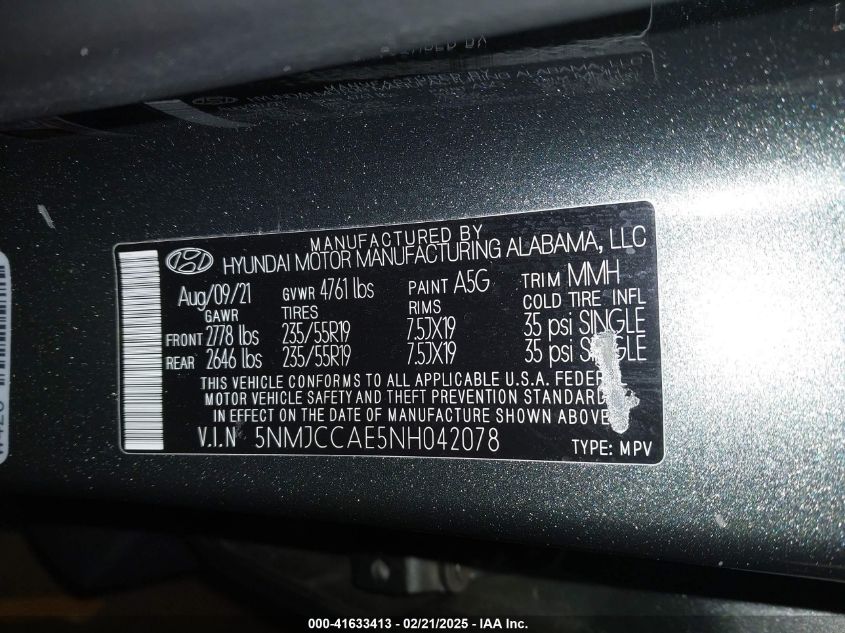 MANUFACTURED BY
HYUNDAI MOTOR MANUFACTURING ALABAMA, LLC
Aug/09/21 GVWR 4761 lbs PAINT A5G TRIM MMH
GAWR TIRES RIMS COLD TIRE INFL
FRONT 2778 lbs 235/55R19 7.5JX19 35 psi SINGLE
REAR 2646 lbs 235/55R19 7.5JX19 35 psi
THIS VEHICLE CONFORMS TO ALL APPLICABLE U.S.A.
MOTOR VEHICLE SAFETY AND THEFT PREVENTION STANDARD
IN EFFECT ON THE DATE OF MANUFACTURE SHOWN ABOVE
V.I.N 5NMJCCAE5NH042078 TYPE: MPV
000-41633413 - 02/21/2025 - IAA Inc.